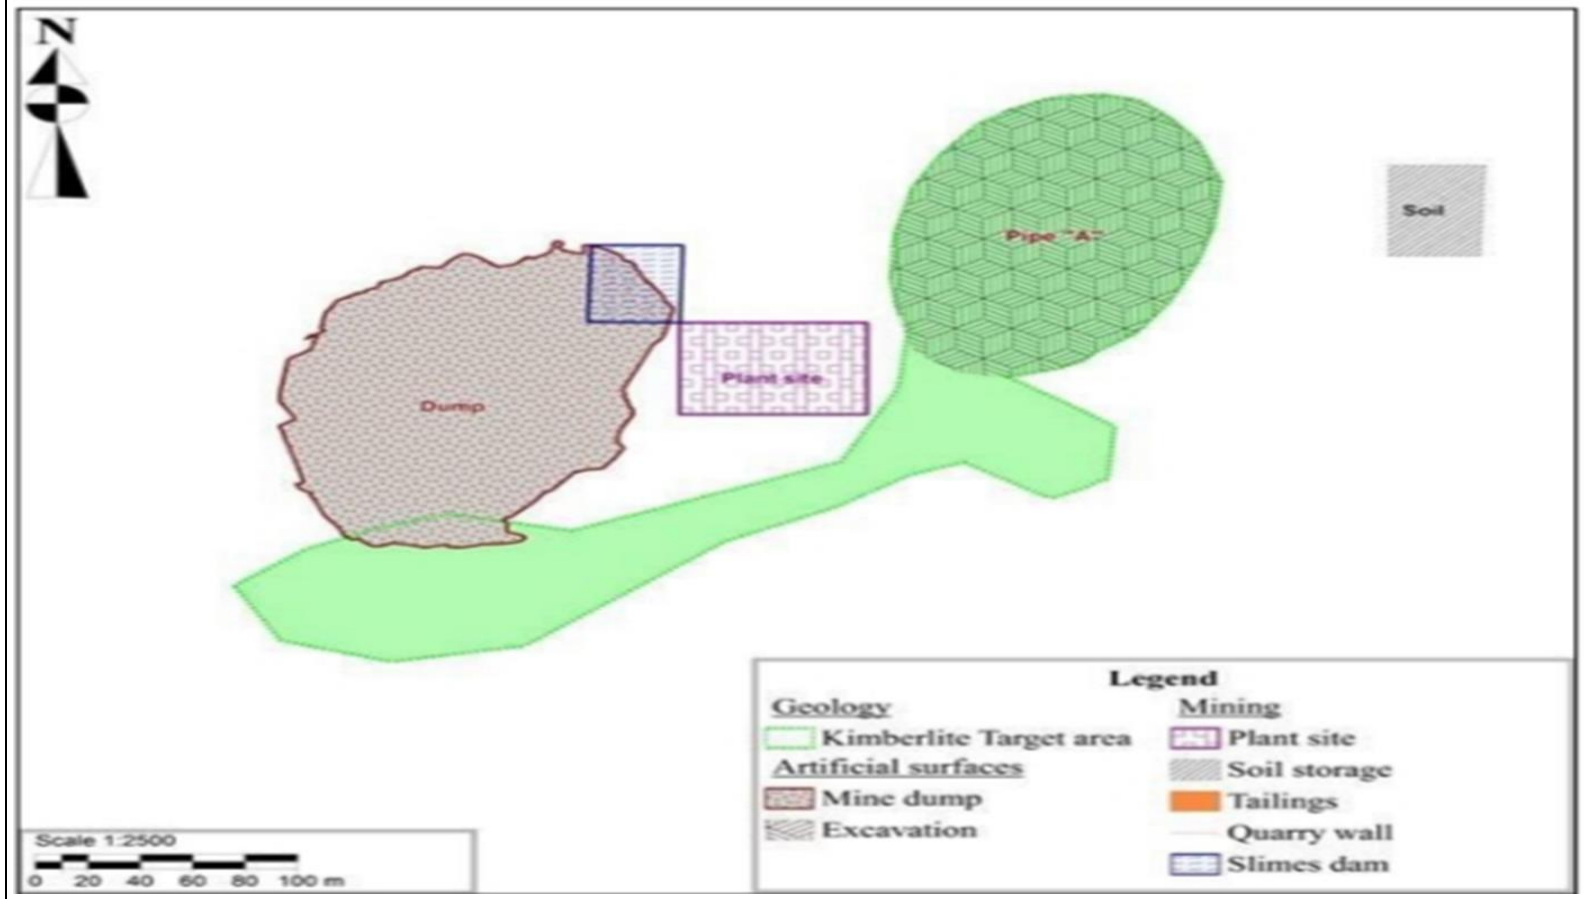 N
Soil
Pipe "A"
Plant site
Dump
Legend
Geology
Kimberlite Target area
Artificial surfaces
Mine dump
Excavation
Mining
Plant site
Soil storage
Tailings
Quarry wall
Slimes dam
Scale 1:2500
0 20 40 60 80 100 m